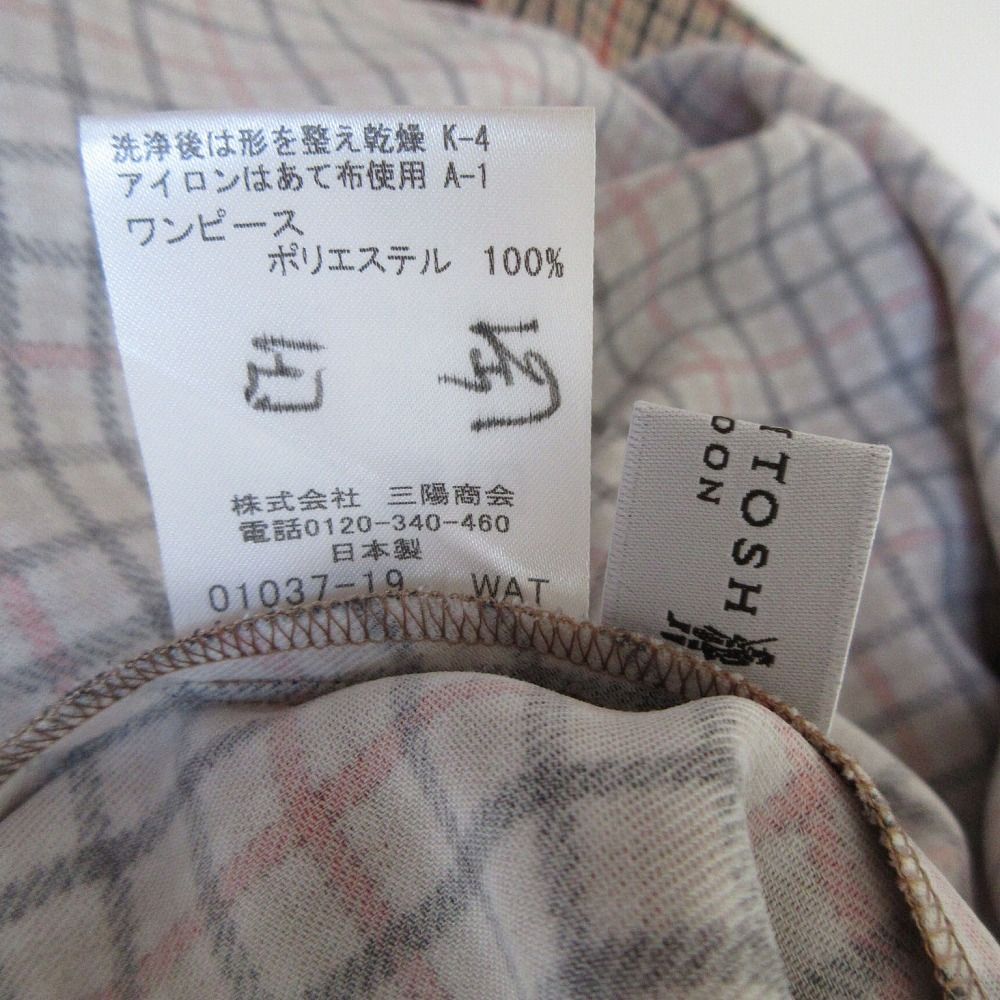 洗浄後は形を整え乾燥 K-4
アイロンはあて布使用 A-1
ワンピース
ポリエステル 100%
株式会社 三陽商会
電話0120-340-460
日本製
01037-19 WAT
TOSH
DON